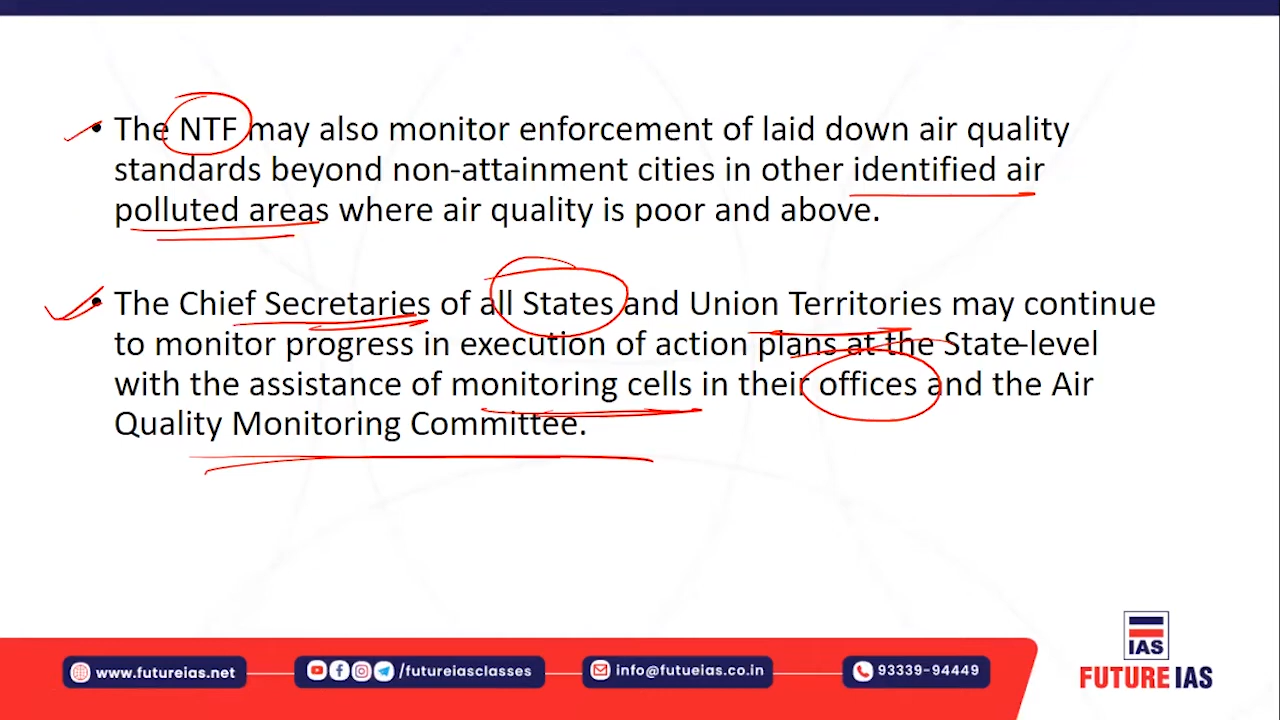 • The NTF may also monitor enforcement of laid down air quality
standards beyond non-attainment cities in other identified air
polluted areas where air quality is poor and above.
• The Chief Secretaries of all States and Union Territories may continue
to monitor progress in execution of action plans at the State-level
with the assistance of monitoring cells in their offices and the Air
Quality Monitoring Committee.
IAS
FUTURE IAS
www.futureias.net
/futureiasclasses
info@futueias.co.in
93339-94449